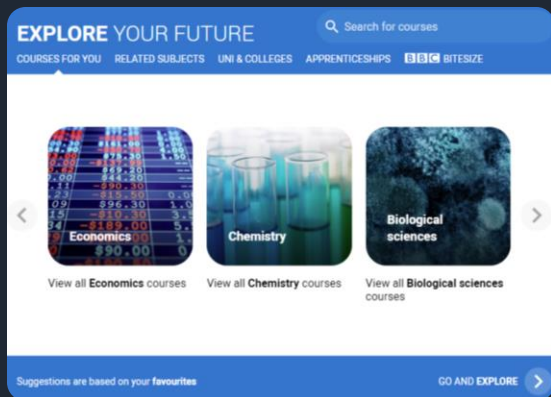 EXPLORE YOUR FUTURE
Search for courses
COURSES FOR YOU
RELATED SUBJECTS
UNI & COLLEGES
APPRENTICESHIPS
BBC BITESIZE
Economics
Chemistry
Biological
sciences
View all Economics courses
View all Chemistry courses
View all Biological sciences
courses
Suggestions are based on your favourites
GO AND EXPLORE